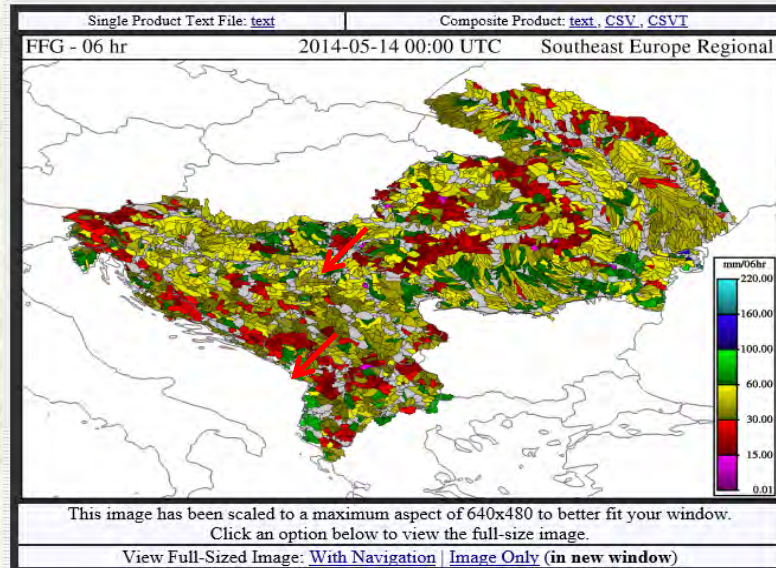 Single Product Text File: text
Composite Product: text , CSV , CSVT
FFG - 06 hr 2014-05-14 00:00 UTC Southeast Europe Regional
mm/06hr
220.00
160.00
100.00
60.00
30.00
15.00
0.01
This image has been scaled to a maximum aspect of 640x480 to better fit your window.
Click an option below to view the full-size image.
View Full-Sized Image: With Navigation | Image Only (in new window)